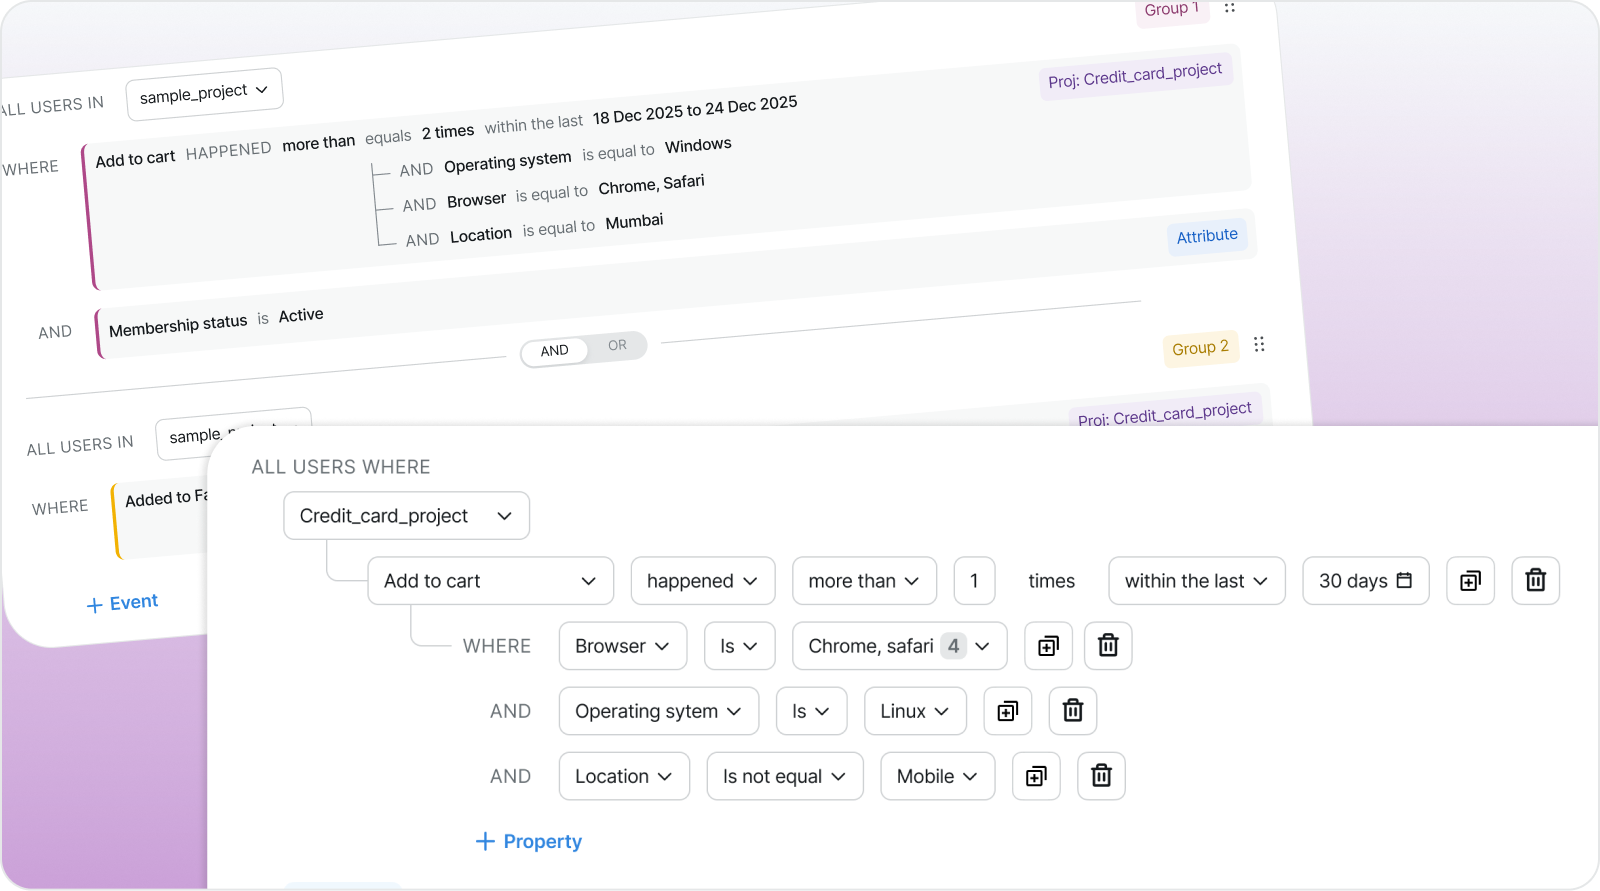 Group 1
ALL USERS IN sample_project
Proj: Credit_card_project
WHERE Add to cart HAPPENED more than equals 2 times within the last 18 Dec 2025 to 24 Dec 2025
AND Operating system is equal to Windows
AND Browser is equal to Chrome, Safari
AND Location is equal to Mumbai
Attribute
AND Membership status is Active
AND OR
Group 2
ALL USERS IN sample_
Proj: Credit_card_project
WHERE Added to
+ Event
ALL USERS WHERE
Credit_card_project
Add to cart happened more than 1 times within the last 30 days
WHERE Browser Is Chrome, safari 4
AND Operating sytem Is Linux
AND Location Is not equal Mobile
+ Property